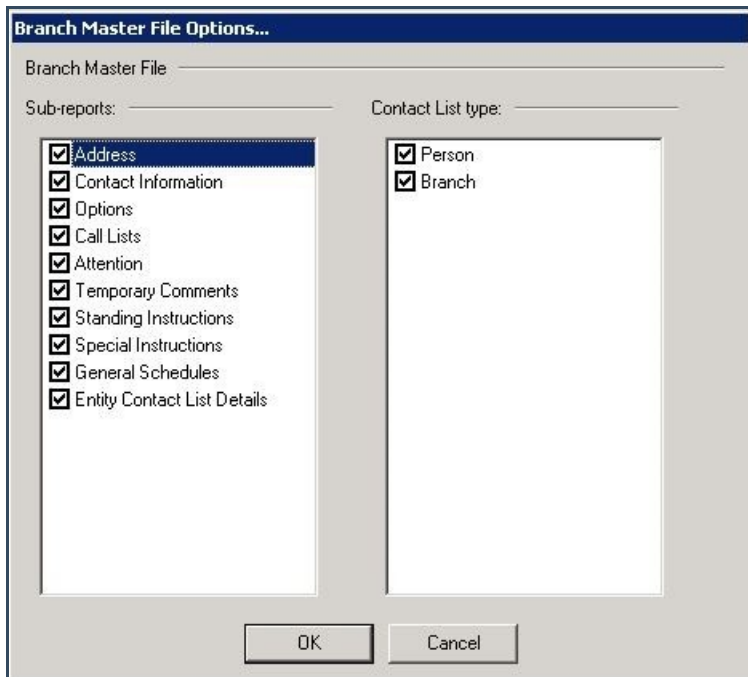 Branch Master File Options...
Branch Master File
Sub-reports:
Contact List type:
Address
Contact Information
Options
Call Lists
Attention
Temporary Comments
Standing Instructions
Special Instructions
General Schedules
Entity Contact List Details
Person
Branch
OK
Cancel